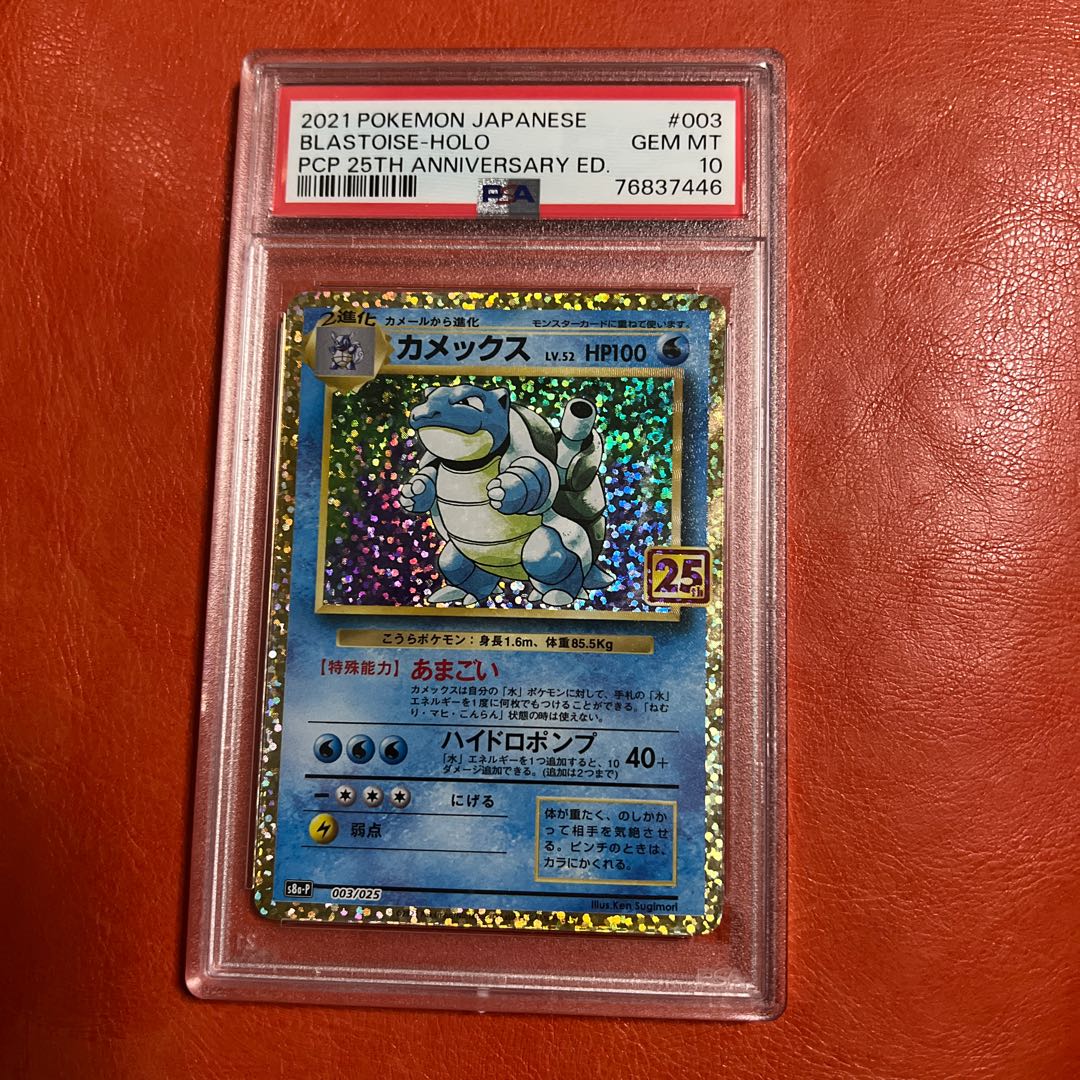 2021 POKEMON JAPANESE #003
BLASTOISE-HOLO GEM MT
PCP 25TH ANNIVERSARY ED. 10
PSA 76837446
2進化 カメールから進化 モンスターカードに重ねて使います。
カメックス LV.52 HP100
25th
こうらポケモン：身長1.6m、体重85.5Kg
【特殊能力】あまごい
カメックスは自分の「水」ポケモンに対して、手札の「水」
エネルギーを1度に何枚でもつけることができる。「ねむ
り・マヒ・こんらん」状態の時は使えない。
ハイドロポンプ 40+
「水」エネルギーを1つ追加すると、10
ダメージ追加できる。(追加は2つまで)
にげる
弱点
体が重たく、のしかか
って相手を気絶させ
る。ピンチのときは、
カラにかくれる。
s8a-P 003/025
Illus.Ken Sugimori
PSA